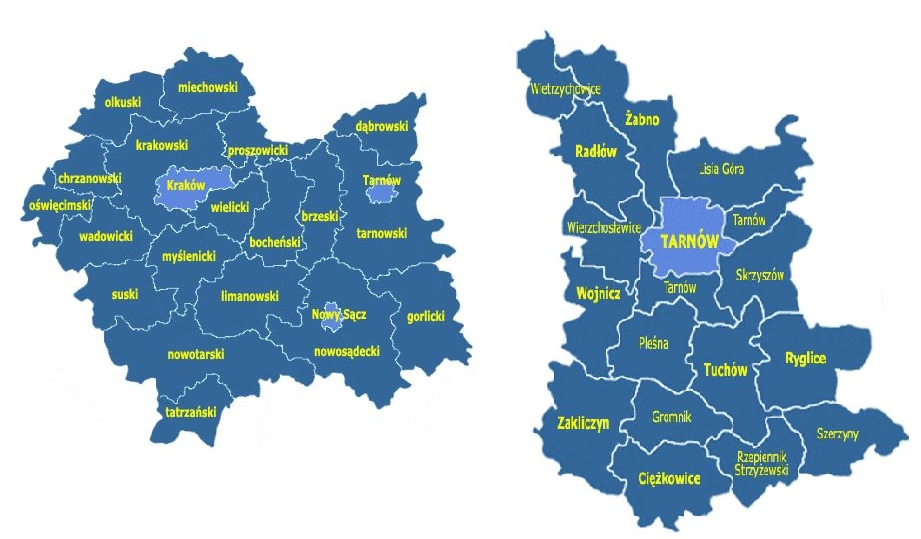 miechowski
olkuski
dąbrowski
krakowski
proszowicki
chrzanowski
Kraków
Tarnów
oświęcimski
wielicki
brzeski
wadowicki
tarnowski
bocheński
myślenicki
suski
limanowski
Nowy Sącz
gorlicki
nowotarski
nowosądecki
tatrzański
Wietrzychowice
Żabno
Radłów
Lisia Góra
Wierzchosławice
Tarnów
TARNÓW
Skrzyszów
Tarnów
Wojnicz
Pleśna
Ryglice
Tuchów
Gromnik
Zakliczyn
Szerzyny
Rzepiennik
Strzyżewski
Ciężkowice